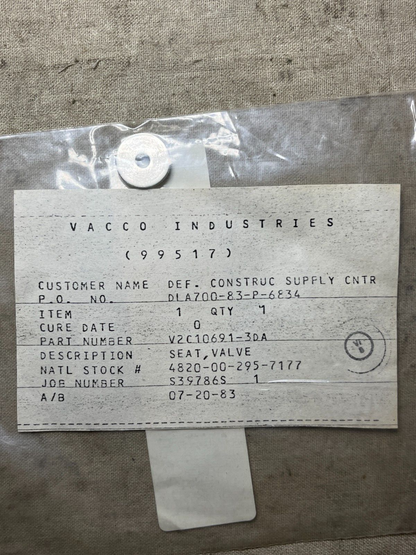 VACCO INDUSTRIES
(99517)
CUSTOMER NAME DEF. CONSTRUC SUPPLY CNTR
P.O. NO. DLA700-83-P-6834
ITEM 1 QTY 1
CURE DATE 0
PART NUMBER V2C10691-3DA
DESCRIPTION SEAT,VALVE
NATL STOCK # 4820-00-295-7177
JOB NUMBER S39786S 1
A/B 07-20-83